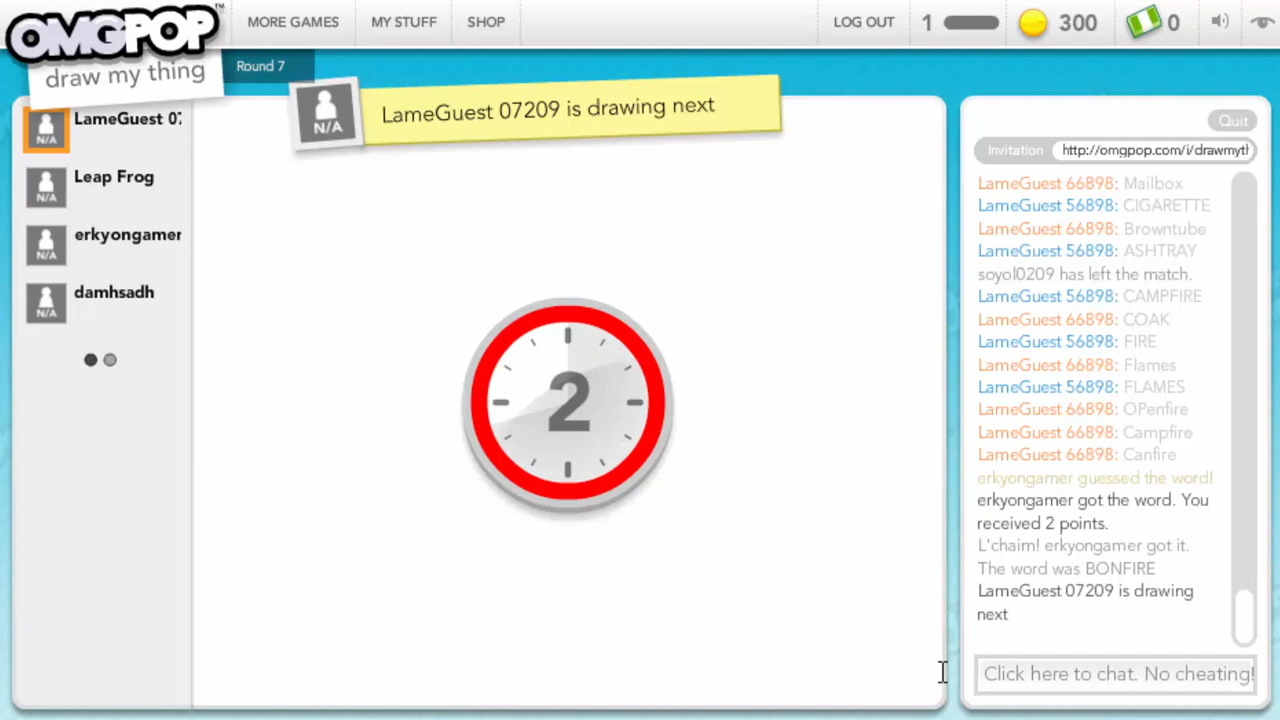 OMGPOP™
draw my thing
MORE GAMES
MY STUFF
SHOP
LOG OUT
1
300
0
Round 7
N/A
LameGuest 07209 is drawing next
N/A
LameGuest 07
N/A
Leap Frog
N/A
erkyongamer
N/A
damhsadh
2
Quit
Invitation
http://omgpop.com/i/drawmyth
LameGuest 66898: Mailbox
LameGuest 56898: CIGARETTE
LameGuest 66898: Browntube
LameGuest 56898: ASHTRAY
soyol0209 has left the match.
LameGuest 56898: CAMPFIRE
LameGuest 66898: COAK
LameGuest 56898: FIRE
LameGuest 66898: Flames
LameGuest 56898: FLAMES
LameGuest 66898: OPenfire
LameGuest 66898: Campfire
LameGuest 66898: Canfire
erkyongamer guessed the word!
erkyongamer got the word. You
received 2 points.
L'chaim! erkyongamer got it.
The word was BONFIRE
LameGuest 07209 is drawing
next
Click here to chat. No cheating!